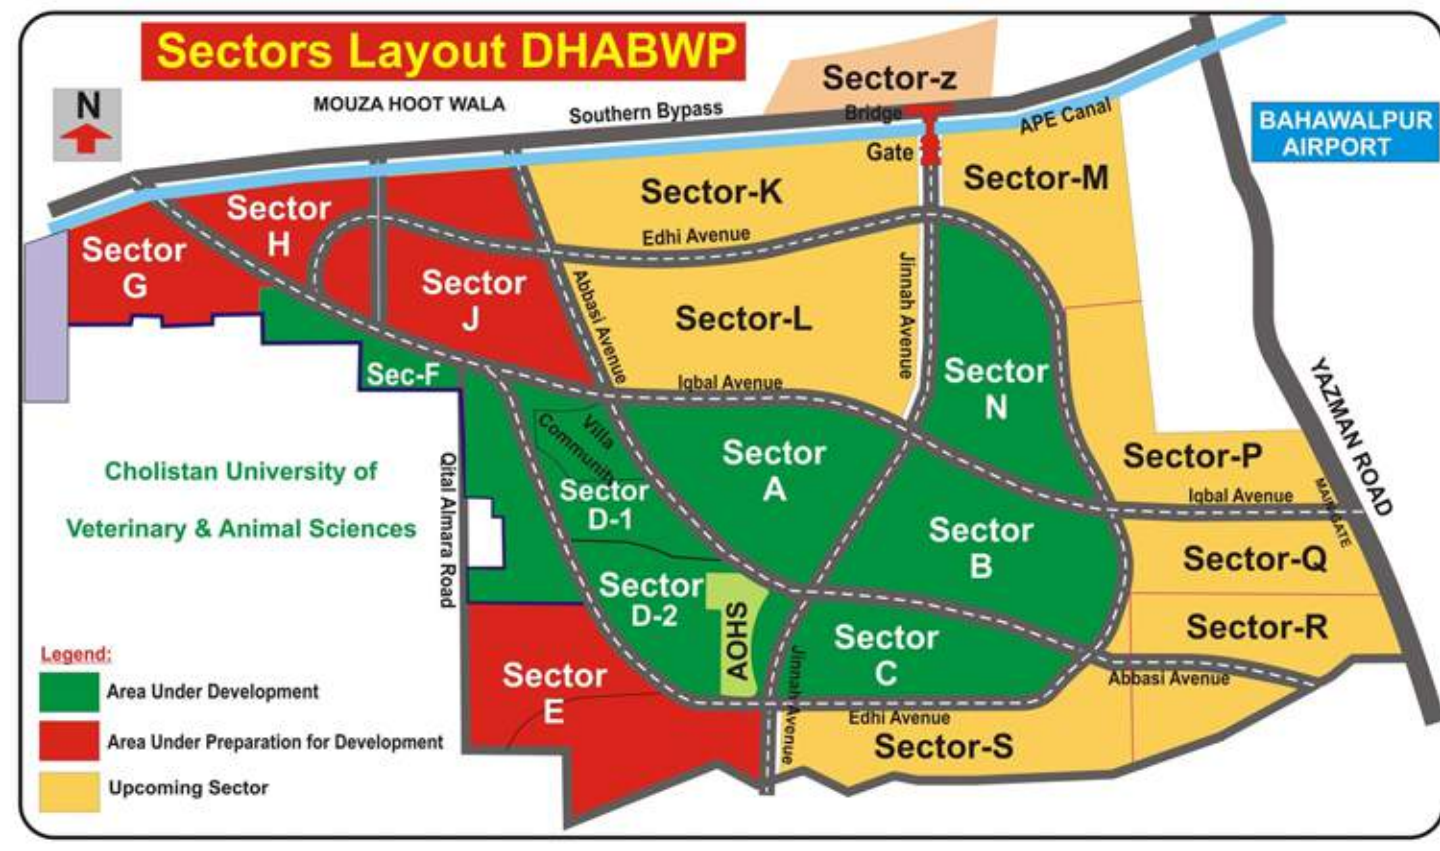 Sectors Layout DHABWP
N
MOUZA HOOT WALA
Southern Bypass
Sector-z
Bridge
Gate
APE Canal
BAHAWALPUR
AIRPORT
Sector
G
Sector
H
Sector
J
Sector-K
Edhi Avenue
Sector-M
Abbasi Avenue
Sector-L
Jinnah Avenue
Iqbal Avenue
Sector
N
Sec-F
YAZMAN ROAD
Cholistan University of
Veterinary & Animal Sciences
Qital Almara Road
Villa
Community
Sector
D-1
Sector
A
Sector-P
Iqbal Avenue
MAIN GATE
Sector
B
Sector-Q
Sector
D-2
AOHS
Sector
C
Sector-R
Abbasi Avenue
Sector
E
Jinnah Avenue
Edhi Avenue
Sector-S
Legend:
Area Under Development
Area Under Preparation for Development
Upcoming Sector